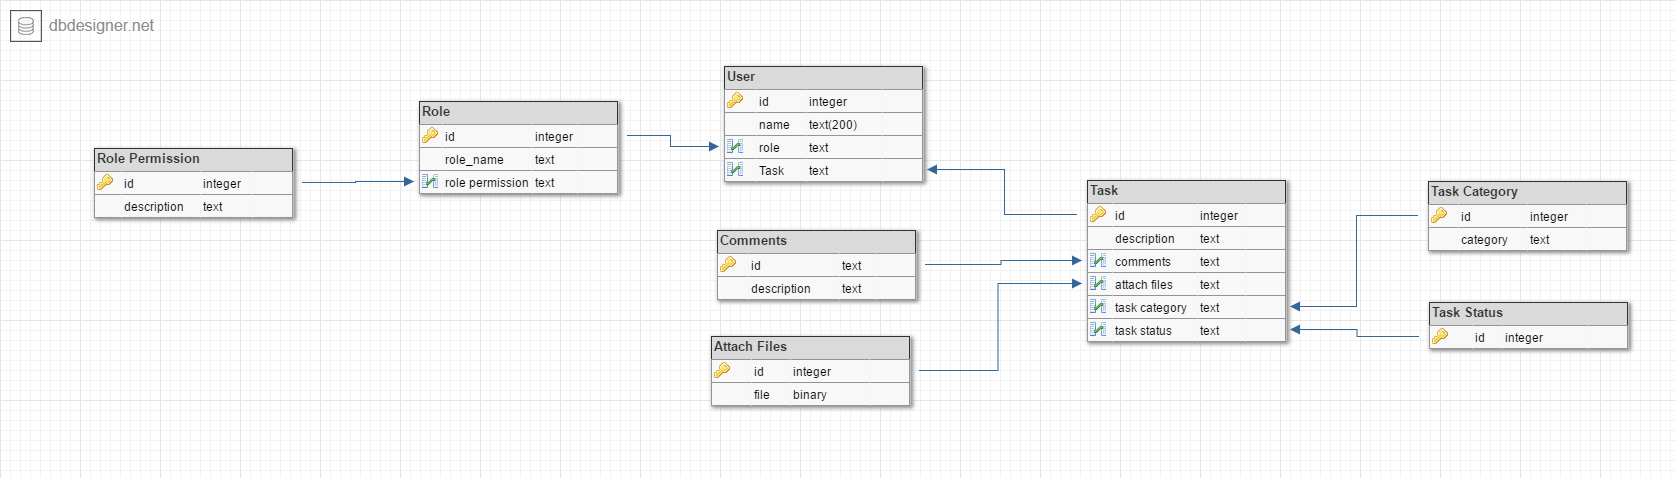 dbdesigner.net
Role Permission
id integer
description text
Role
id integer
role_name text
role permission text
User
id integer
name text(200)
role text
Task text
Comments
id text
description text
Attach Files
id integer
file binary
Task
id integer
description text
comments text
attach files text
task category text
task status text
Task Category
id integer
category text
Task Status
id integer